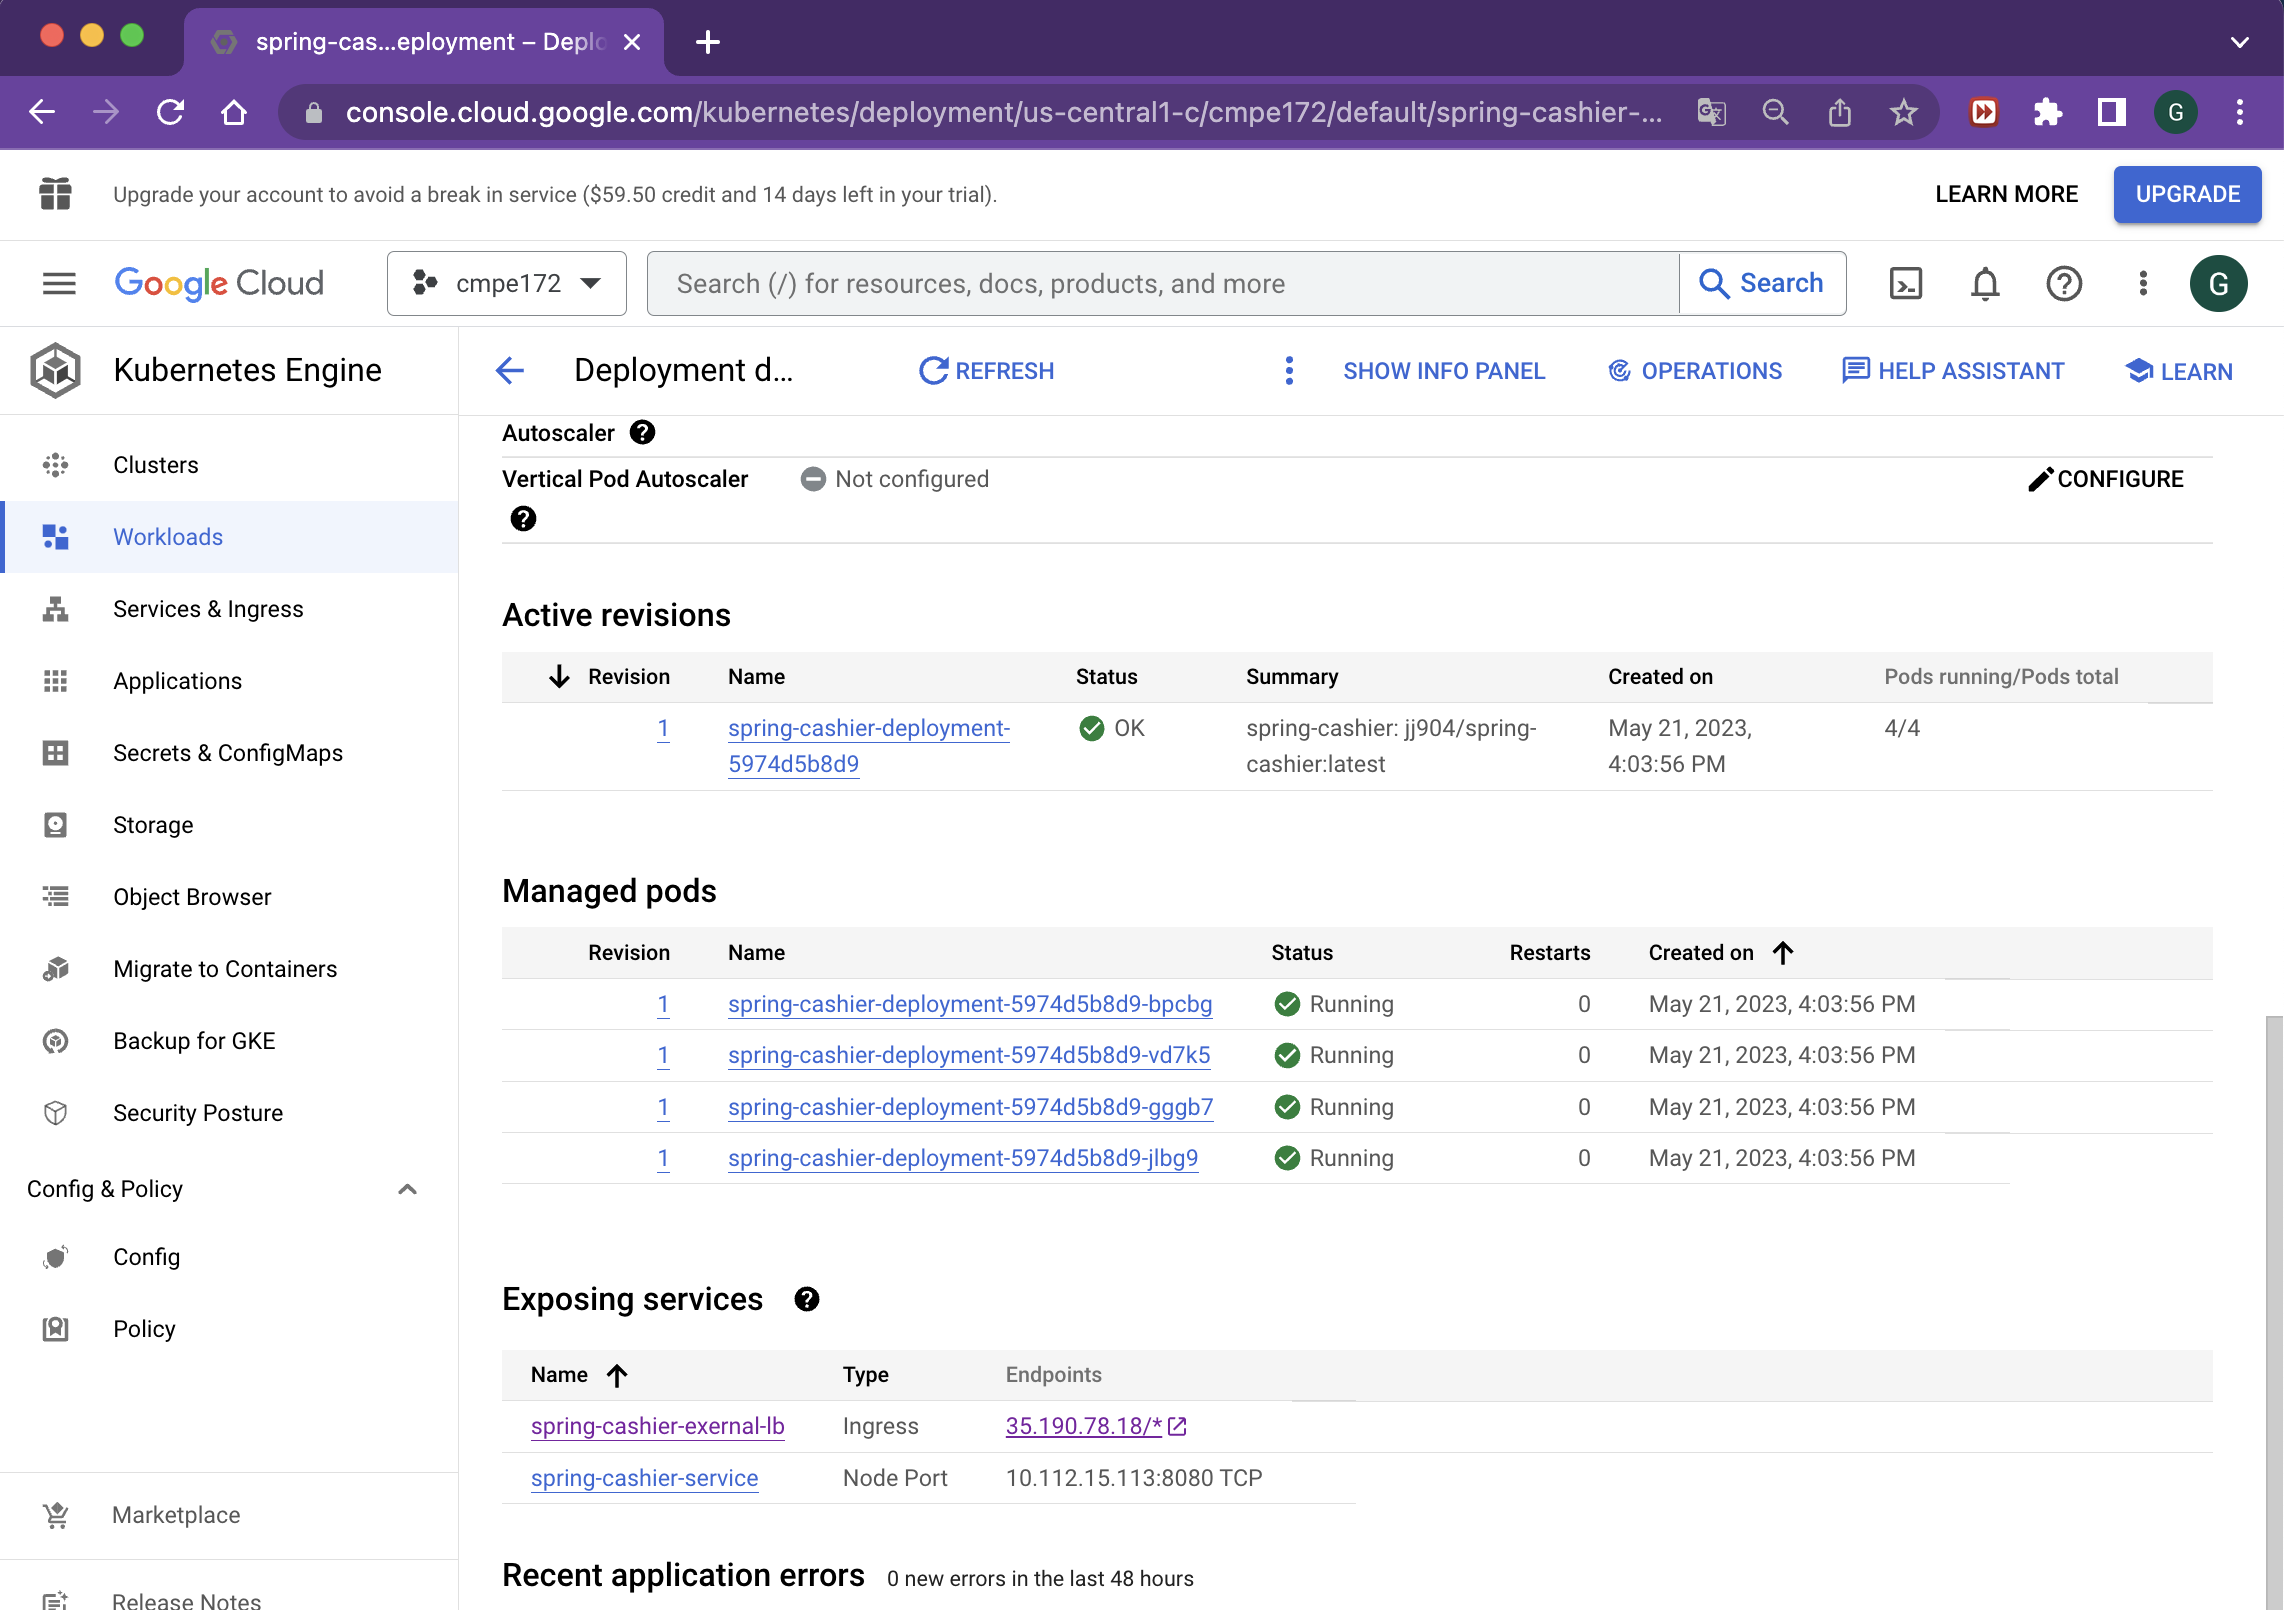 spring-cas...eployment – Deplo
console.cloud.google.com/kubernetes/deployment/us-central1-c/cmpe172/default/spring-cashier-...
G
Upgrade your account to avoid a break in service ($59.50 credit and 14 days left in your trial).
LEARN MORE
UPGRADE
Google Cloud
cmpe172
Search (/) for resources, docs, products, and more
Search
G
Kubernetes Engine
Deployment d...
REFRESH
SHOW INFO PANEL
OPERATIONS
HELP ASSISTANT
LEARN
Clusters
Workloads
Services & Ingress
Applications
Secrets & ConfigMaps
Storage
Object Browser
Migrate to Containers
Backup for GKE
Security Posture
Config & Policy
Config
Policy
Marketplace
Release Notes
Autoscaler
Vertical Pod Autoscaler Not configured CONFIGURE
Active revisions
Revision Name Status Summary Created on Pods running/Pods total
1 spring-cashier-deployment- OK spring-cashier: jj904/spring- May 21, 2023, 4/4
5974d5b8d9 cashier:latest 4:03:56 PM
Managed pods
Revision Name Status Restarts Created on
1 spring-cashier-deployment-5974d5b8d9-bpcbg Running 0 May 21, 2023, 4:03:56 PM
1 spring-cashier-deployment-5974d5b8d9-vd7k5 Running 0 May 21, 2023, 4:03:56 PM
1 spring-cashier-deployment-5974d5b8d9-gggb7 Running 0 May 21, 2023, 4:03:56 PM
1 spring-cashier-deployment-5974d5b8d9-jlbg9 Running 0 May 21, 2023, 4:03:56 PM
Exposing services
Name Type Endpoints
spring-cashier-exernal-lb Ingress 35.190.78.18/*
spring-cashier-service Node Port 10.112.15.113:8080 TCP
Recent application errors 0 new errors in the last 48 hours